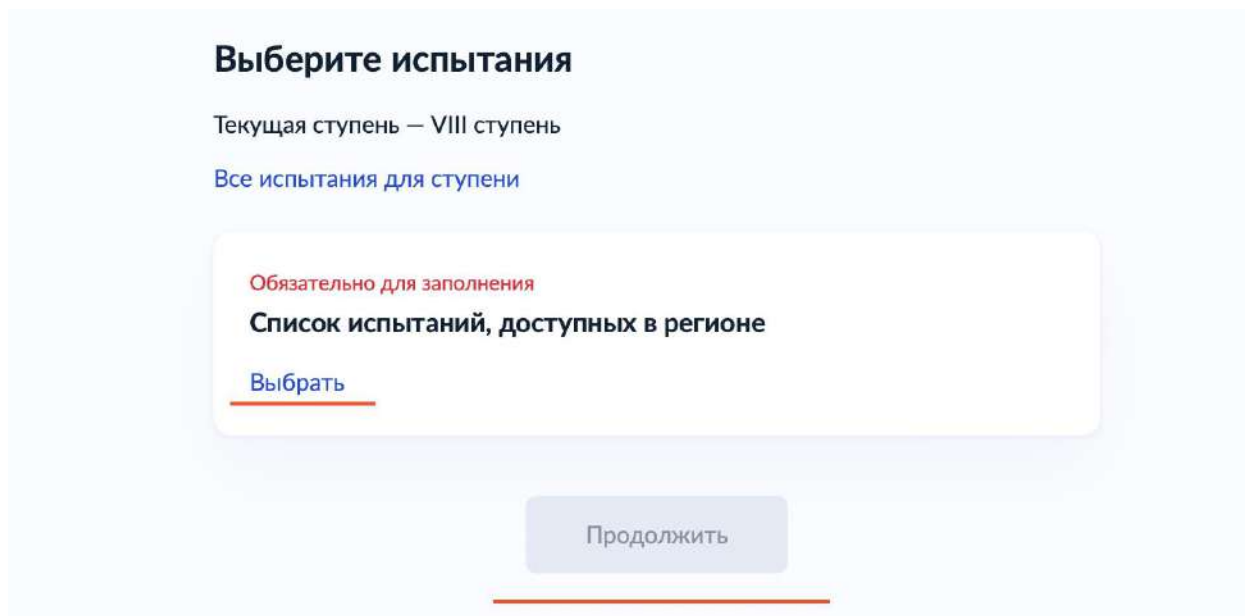 Выберите испытания
Текущая ступень — VIII ступень
Все испытания для ступени
Обязательно для заполнения
Список испытаний, доступных в регионе
Выбрать
Продолжить